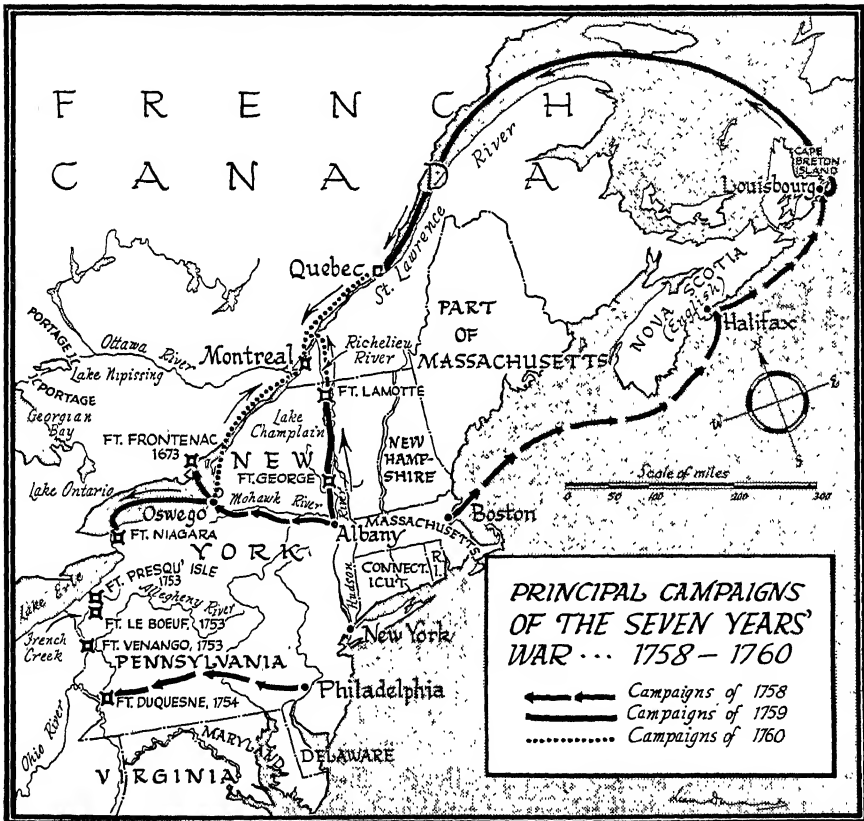 FRENCH
CANADA
CAPE
BRETON
ISLAND
Louisbourg
St. Lawrence River
Quebec
NOVA SCOTIA
(English)
Halifax
PART
OF
MASSACHUSETTS
PORTAGE
Ottawa River
Montreal
Richelieu
River
Lake Nipissing
PORTAGE
Georgian
Bay
FT. LAMOTTE
Lake
Champlain
FT. FRONTENAC
1673
NEW
HAMP-
SHIRE
N
E
W
S
NEW
FT. GEORGE
Lake Ontario
Mohawk River
Scale of miles
0 100 200 300
Oswego
Albany
MASSACHUSETTS
Boston
FT. NIAGARA
YORK
Hudson River
CONNECT-
ICUT
R.
I.
Lake Erie
FT. PRESQU' ISLE
1753
Allegheny River
FT. LE BOEUF, 1753
French
Creek
FT. VENANGO, 1753
New York
PENNSYLVANIA
Philadelphia
FT. DUQUESNE, 1754
Ohio River
MARYLAND
DELAWARE
VIRGINIA
PRINCIPAL CAMPAIGNS
OF THE SEVEN YEARS'
WAR ... 1758 – 1760
Campaigns of 1758
Campaigns of 1759
Campaigns of 1760